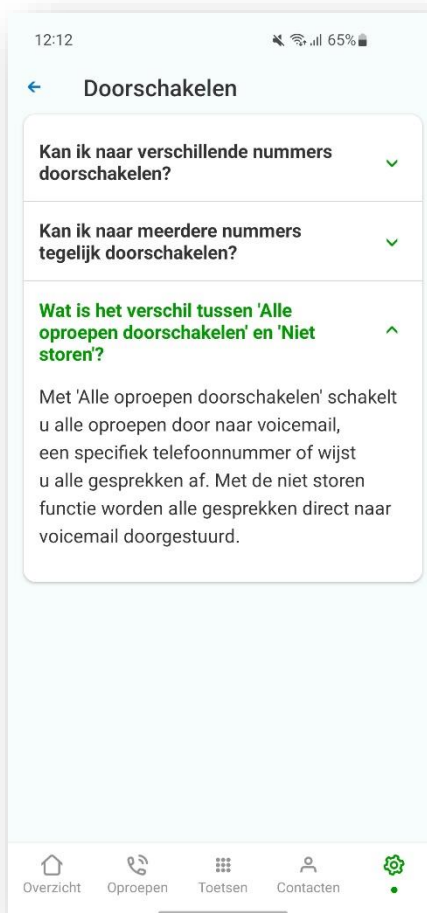 12:12
65%
Doorschakelen
Kan ik naar verschillende nummers
doorschakelen?
Kan ik naar meerdere nummers
tegelijk doorschakelen?
Wat is het verschil tussen 'Alle
oproepen doorschakelen' en 'Niet
storen'?
Met 'Alle oproepen doorschakelen' schakelt
u alle oproepen door naar voicemail,
een specifiek telefoonnummer of wijst
u alle gesprekken af. Met de niet storen
functie worden alle gesprekken direct naar
voicemail doorgestuurd.
Overzicht Oproepen Toetsen Contacten